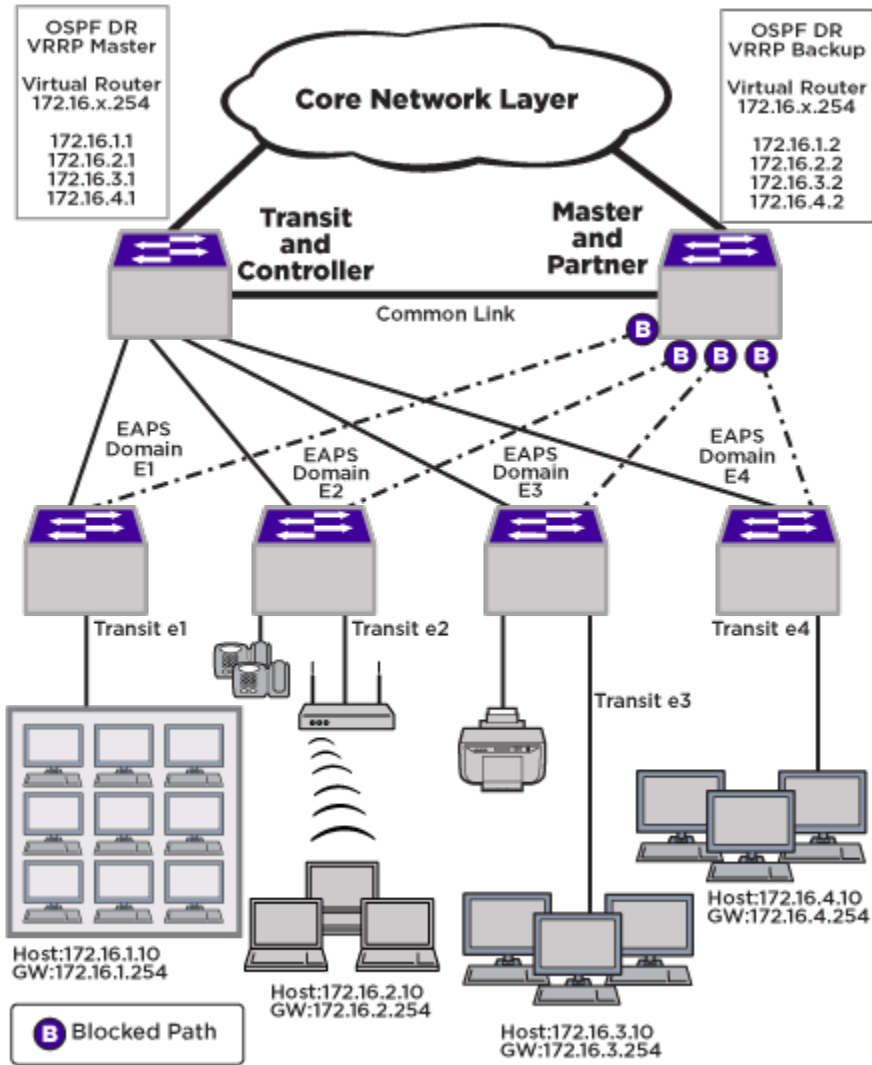 OSPF DR
VRRP Master
Virtual Router
172.16.x.254
172.16.1.1
172.16.2.1
172.16.3.1
172.16.4.1
Core Network Layer
OSPF DR
VRRP Backup
Virtual Router
172.16.x.254
172.16.1.2
172.16.2.2
172.16.3.2
172.16.4.2
Transit
and
Controller
Master
and
Partner
Common Link
B
B
B
B
EAPS
Domain
E1
EAPS
Domain
E2
EAPS
Domain
E3
EAPS
Domain
E4
Transit e1
Transit e2
Transit e3
Transit e4
Host:172.16.1.10
GW:172.16.1.254
Host:172.16.2.10
GW:172.16.2.254
Host:172.16.3.10
GW:172.16.3.254
Host:172.16.4.10
GW:172.16.4.254
B Blocked Path